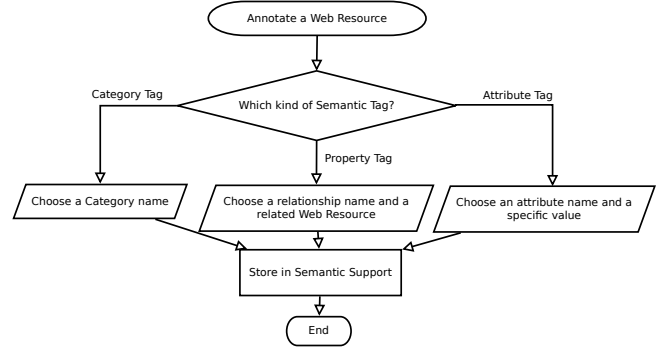 Annotate a Web Resource
Which kind of Semantic Tag?
Category Tag
Attribute Tag
Property Tag
Choose a Category name
Choose a relationship name and a
related Web Resource
Choose an attribute name and a
specific value
Store in Semantic Support
End